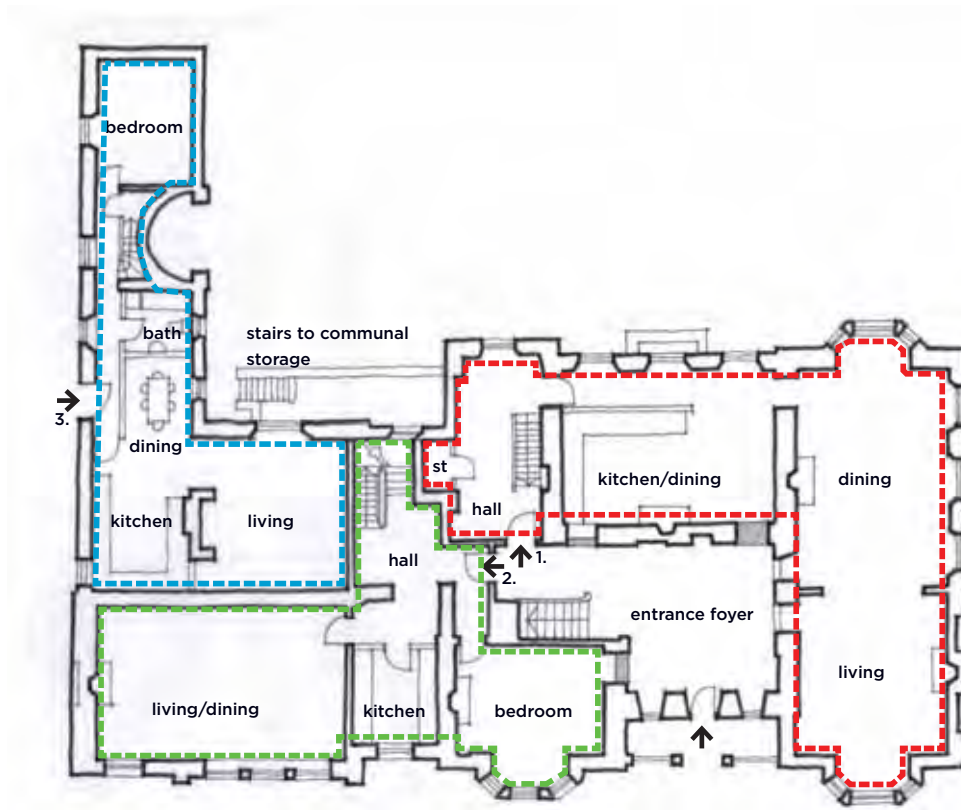 bedroom
bath
stairs to communal
storage
3.
dining
st
kitchen/dining
dining
kitchen
living
hall
hall
1.
2.
entrance foyer
living
living/dining
kitchen
bedroom